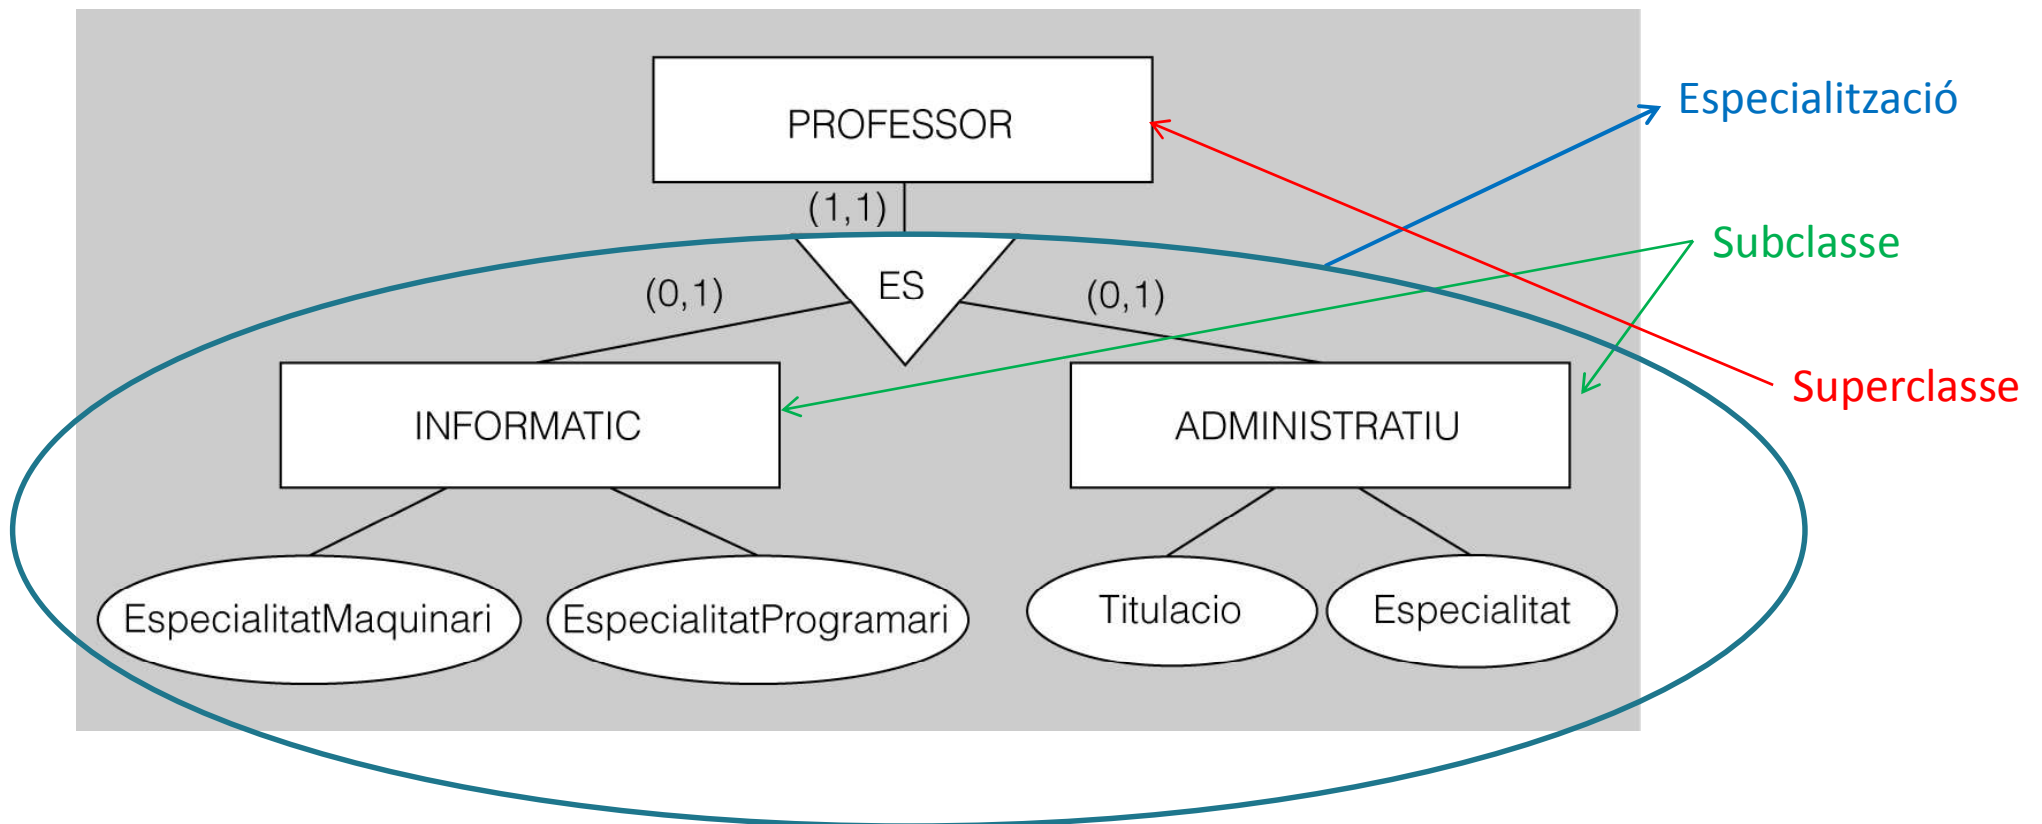 Especialització
PROFESSOR
(1,1)
Subclasse
ES
(0,1)
(0,1)
Superclasse
INFORMATIC
ADMINISTRATIU
EspecialitatMaquinari
EspecialitatProgramari
Titulacio
Especialitat